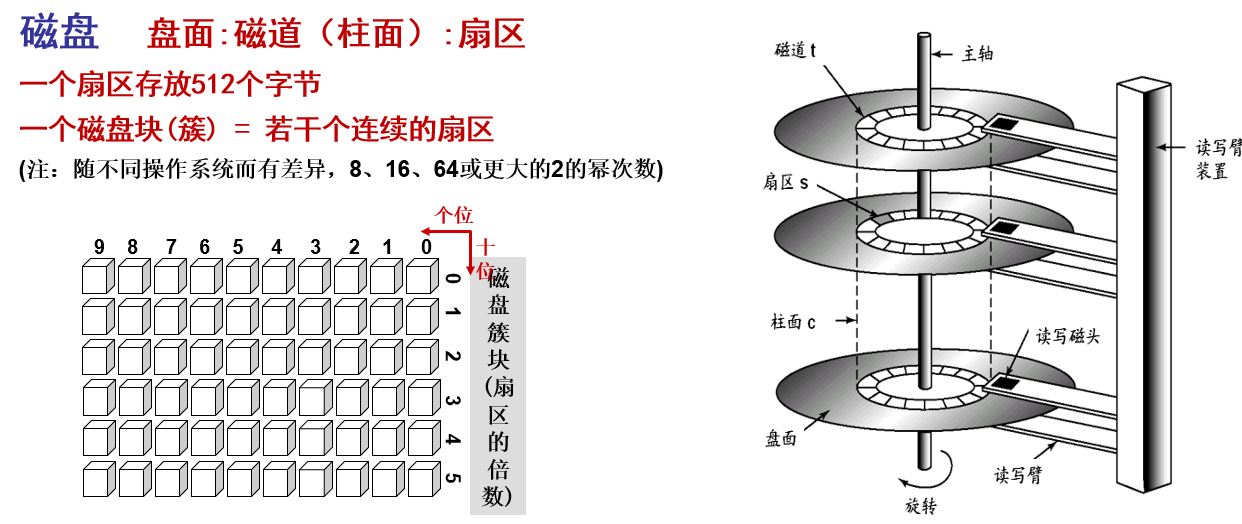 磁盘 盘面:磁道（柱面）:扇区
一个扇区存放512个字节
一个磁盘块(簇) = 若干个连续的扇区
(注：随不同操作系统而有差异，8、16、64或更大的2的幂次数)
个位
十位
9 8 7 6 5 4 3 2 1 0
0
1
2
3
4
5
磁盘簇块(扇区的倍数)
磁道 t
主轴
读写臂
装置
扇区 s
柱面 c
读写磁头
盘面
读写臂
旋转